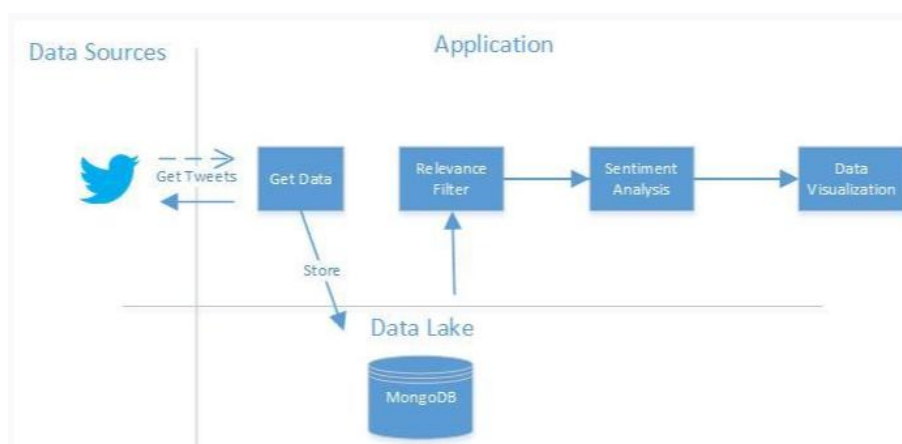 Data Sources
Application
Get Tweets
Get Data
Relevance
Filter
Sentiment
Analysis
Data
Visualization
Store
Data Lake
MongoDB